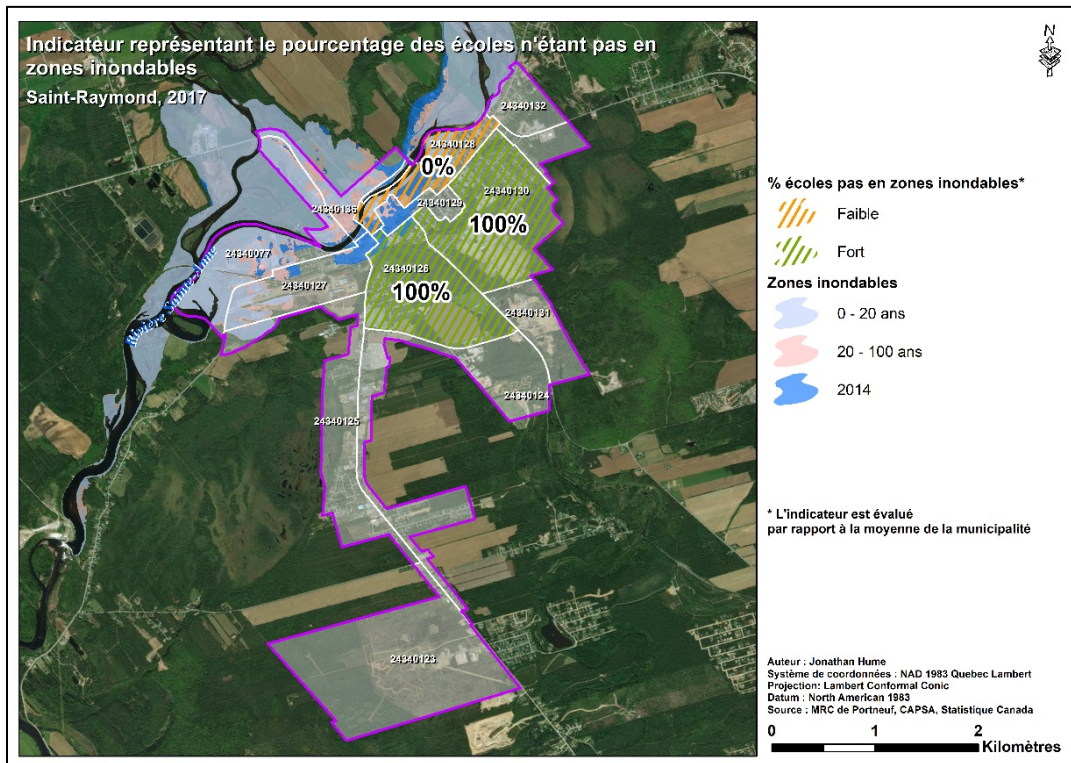 Indicateur représentant le pourcentage des écoles n'étant pas en
zones inondables
Saint-Raymond, 2017
N
24340132
24340128
0%
24340130
24340129
100%
24340135
24340077
24340126
100%
24340127
Rivière Sainte-Anne
24340131
24340124
24340125
24340123
% écoles pas en zones inondables*
Faible
Fort
Zones inondables
0 - 20 ans
20 - 100 ans
2014
* L'indicateur est évalué
par rapport à la moyenne de la municipalité
Auteur : Jonathan Hume
Système de coordonnées : NAD 1983 Quebec Lambert
Projection: Lambert Conformal Conic
Datum : North American 1983
Source : MRC de Portneuf, CAPSA, Statistique Canada
0 1 2
Kilomètres